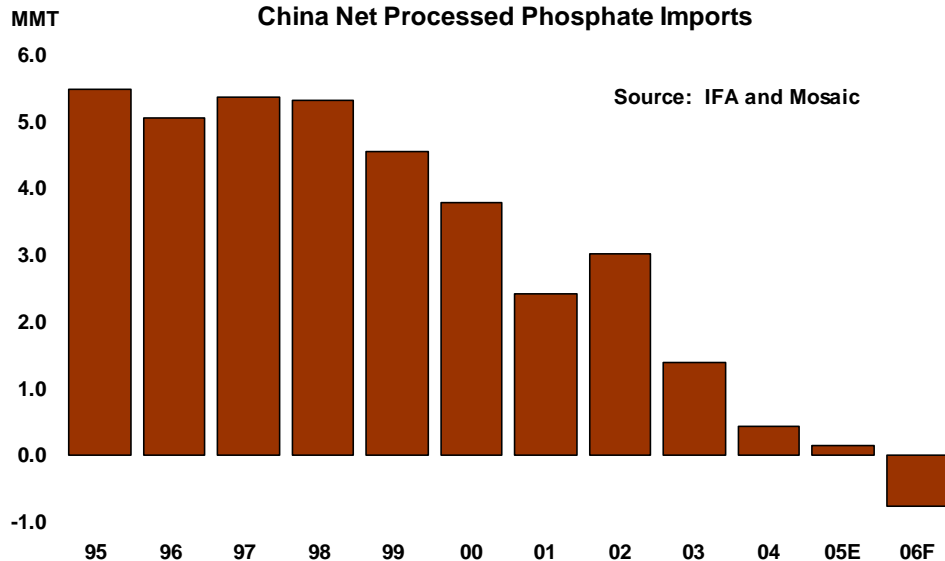 MMT China Net Processed Phosphate Imports
6.0
Source: IFA and Mosaic
5.0
4.0
3.0
2.0
1.0
0.0
-1.0
95 96 97 98 99 00 01 02 03 04 05E 06F